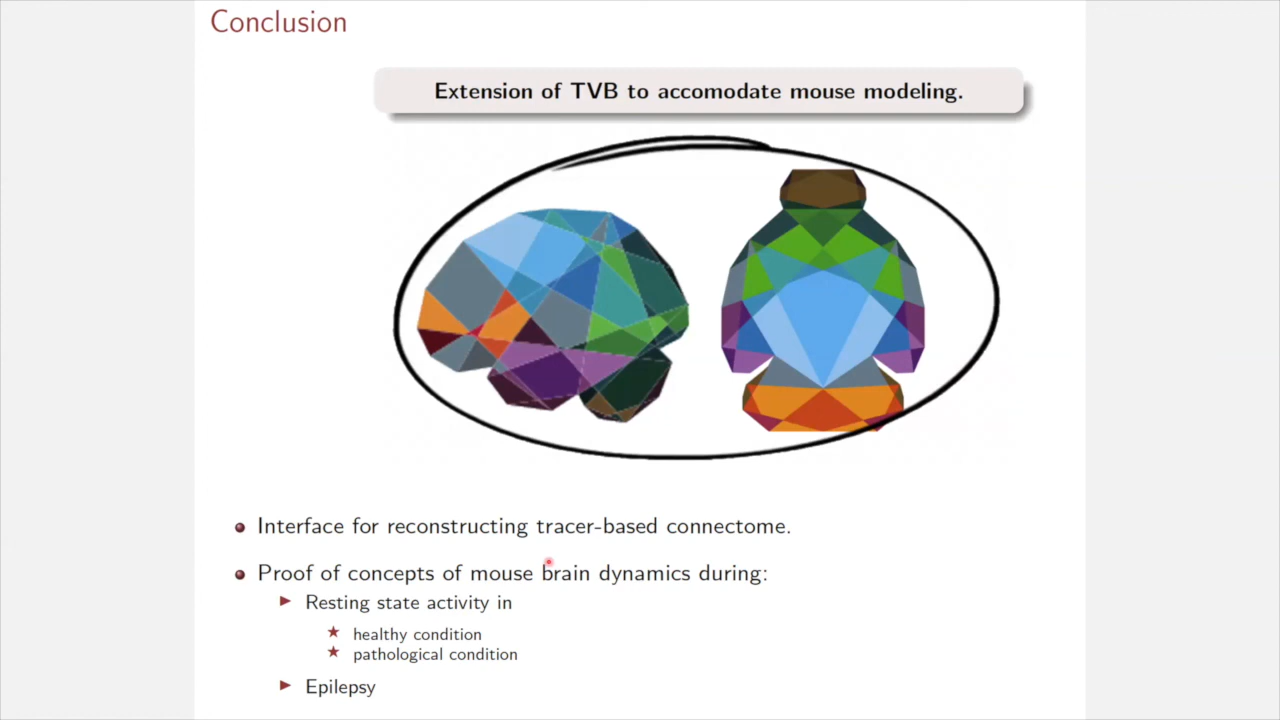 Conclusion
Extension of TVB to accomodate mouse modeling.
Interface for reconstructing tracer-based connectome.
Proof of concepts of mouse brain dynamics during:
Resting state activity in
healthy condition
pathological condition
Epilepsy